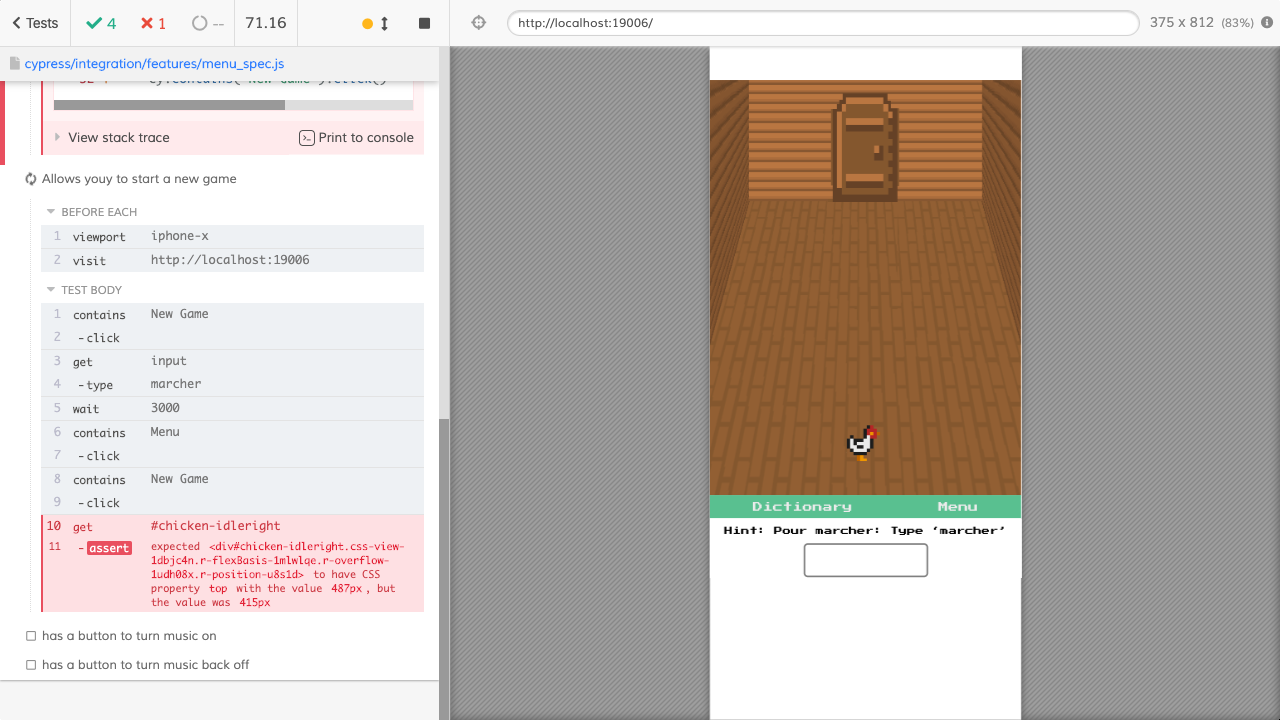 Tests
4
1
--
71.16
http://localhost:19006/
375 x 812 (83%)
cypress/integration/features/menu_spec.js
View stack trace
Print to console
Allows youy to start a new game
BEFORE EACH
1 viewport iphone-x
2 visit http://localhost:19006
TEST BODY
1 contains New Game
2 -click
3 get input
4 -type marcher
5 wait 3000
6 contains Menu
7 -click
8 contains New Game
9 -click
10 get #chicken-idleright
11 -assert expected <div#chicken-idleright.css-view-
1dbjc4n.r-flexBasis-1mlwlqe.r-overflow-
1udh08x.r-position-u8s1d> to have CSS
property top with the value 487px, but
the value was 415px
has a button to turn music on
has a button to turn music back off
Dictionary Menu
Hint: Pour marcher: Type ‘marcher’